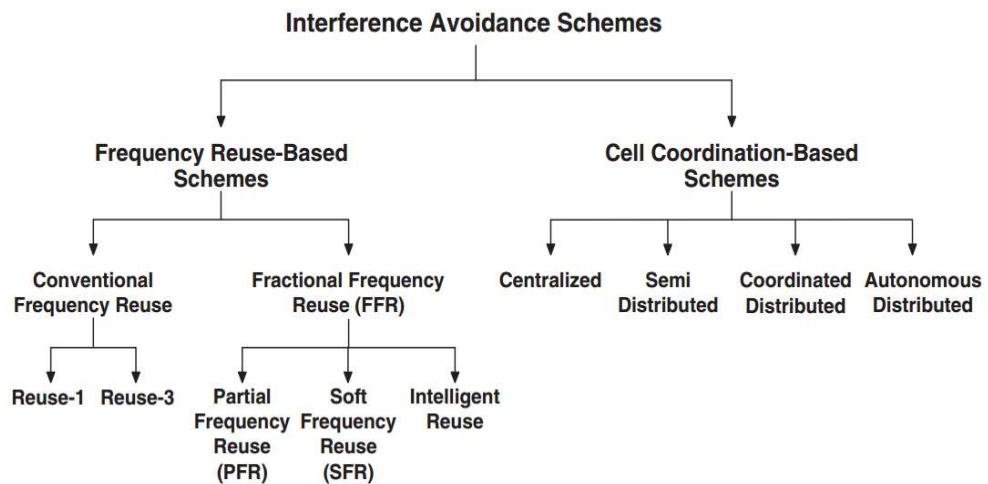 Interference Avoidance Schemes
Frequency Reuse-Based
Schemes
Cell Coordination-Based
Schemes
Conventional
Frequency Reuse
Fractional Frequency
Reuse (FFR)
Centralized
Semi
Distributed
Coordinated
Distributed
Autonomous
Distributed
Reuse-1
Reuse-3
Partial
Frequency
Reuse
(PFR)
Soft
Frequency
Reuse
(SFR)
Intelligent
Reuse